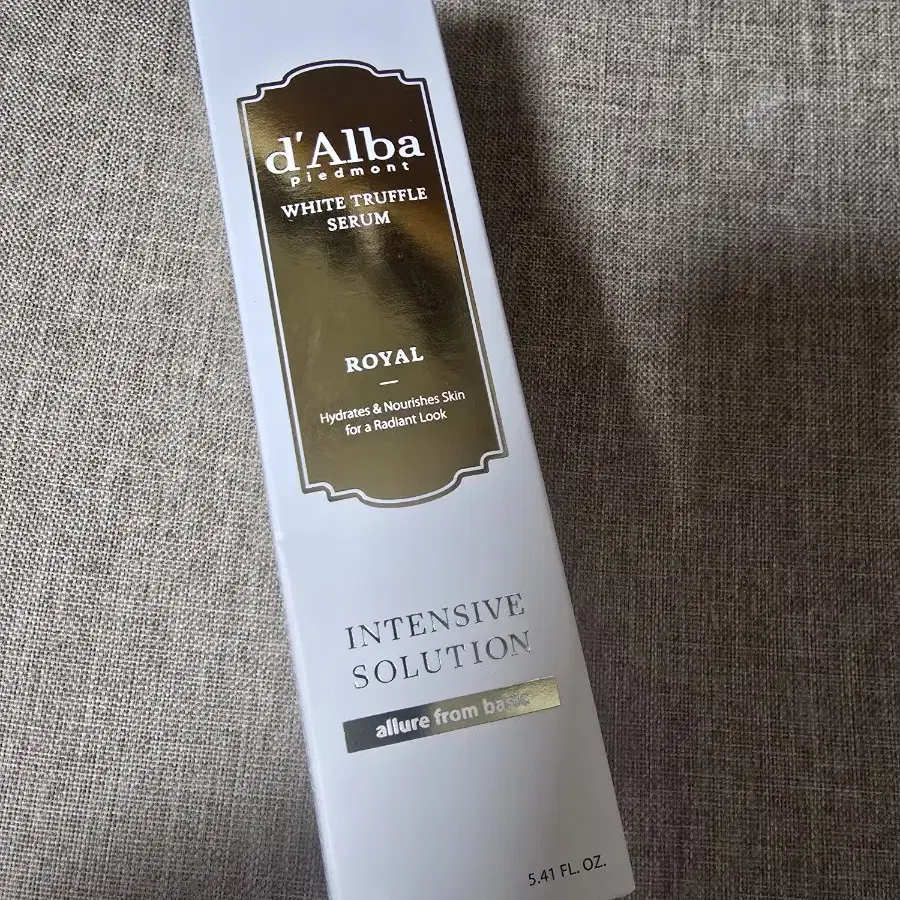 d'Alba
piedmont
WHITE TRUFFLE
SERUM
ROYAL
Hydrates & Nourishes Skin
for a Radiant Look
INTENSIVE
SOLUTION
allure from
5.41 FL. OZ.